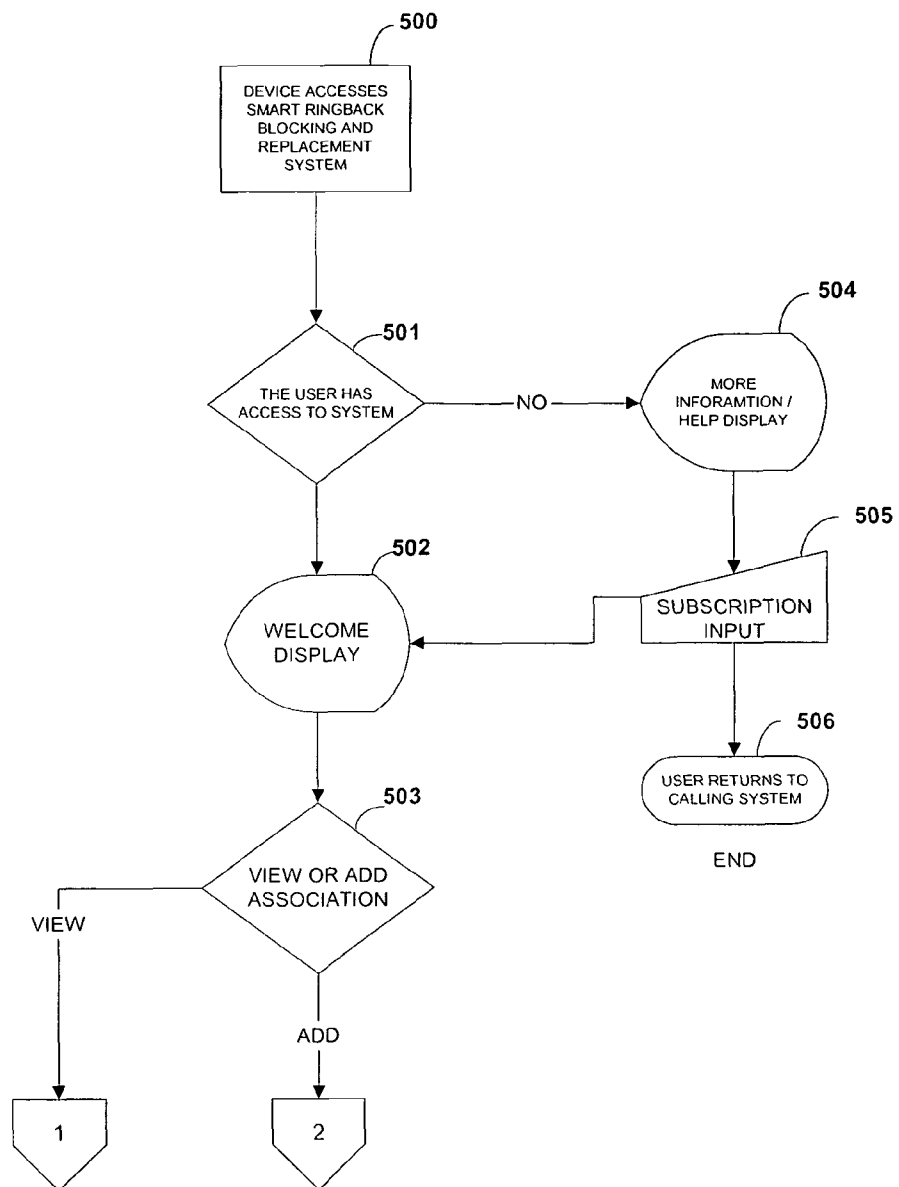 500
DEVICE ACCESSES
SMART RINGBACK
BLOCKING AND
REPLACEMENT
SYSTEM
501
THE USER HAS
ACCESS TO SYSTEM
NO
504
MORE
INFORAMTION /
HELP DISPLAY
502
WELCOME
DISPLAY
505
SUBSCRIPTION
INPUT
506
USER RETURNS TO
CALLING SYSTEM
END
503
VIEW OR ADD
ASSOCIATION
VIEW
ADD
1
2